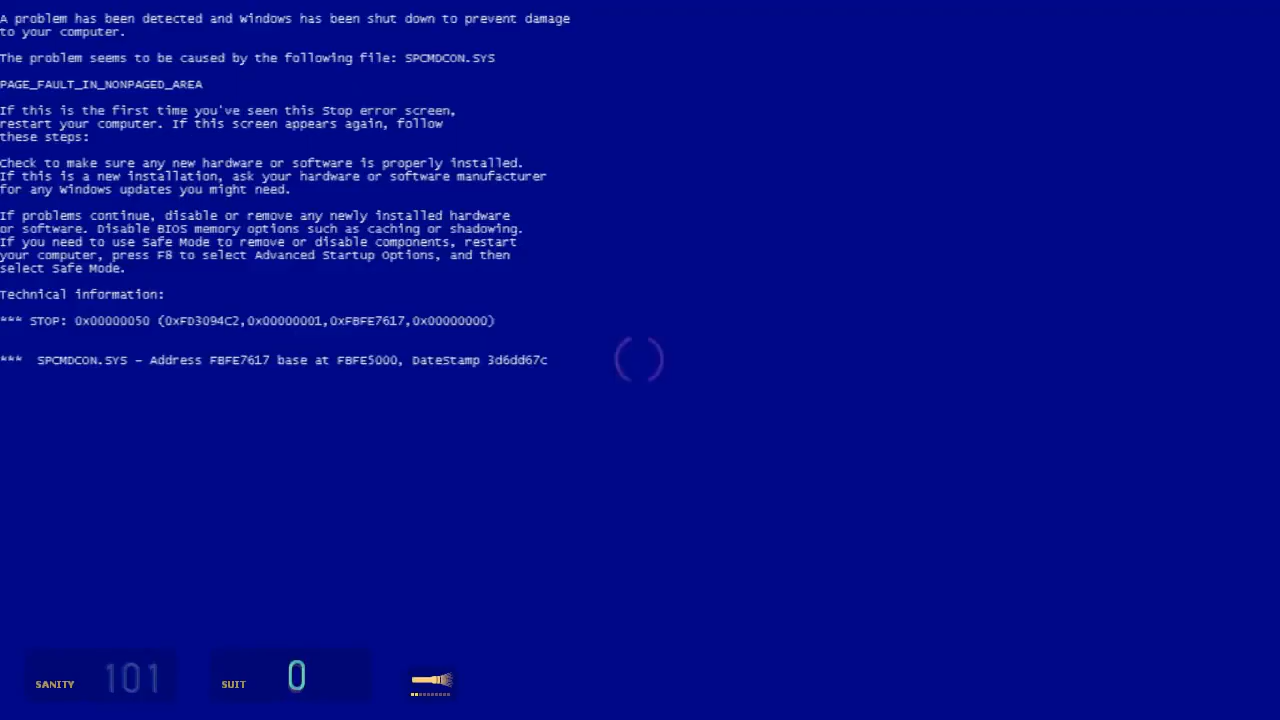 A problem has been detected and Windows has been shut down to prevent damage
to your computer.
The problem seems to be caused by the following file: SPCMDCON.SYS
PAGE_FAULT_IN_NONPAGED_AREA
If this is the first time you've seen this Stop error screen,
restart your computer. If this screen appears again, follow
these steps:
Check to make sure any new hardware or software is properly installed.
If this is a new installation, ask your hardware or software manufacturer
for any Windows updates you might need.
If problems continue, disable or remove any newly installed hardware
or software. Disable BIOS memory options such as caching or shadowing.
If you need to use Safe Mode to remove or disable components, restart
your computer, press F8 to select Advanced Startup Options, and then
select Safe Mode.
Technical information:
*** STOP: 0x00000050 (0xFD3094C2,0x00000001,0xFBFE7617,0x00000000)
***  SPCMDCON.SYS - Address FBFE7617 base at FBFE5000, DateStamp 3d6dd67c
SANITY 101 SUIT 0